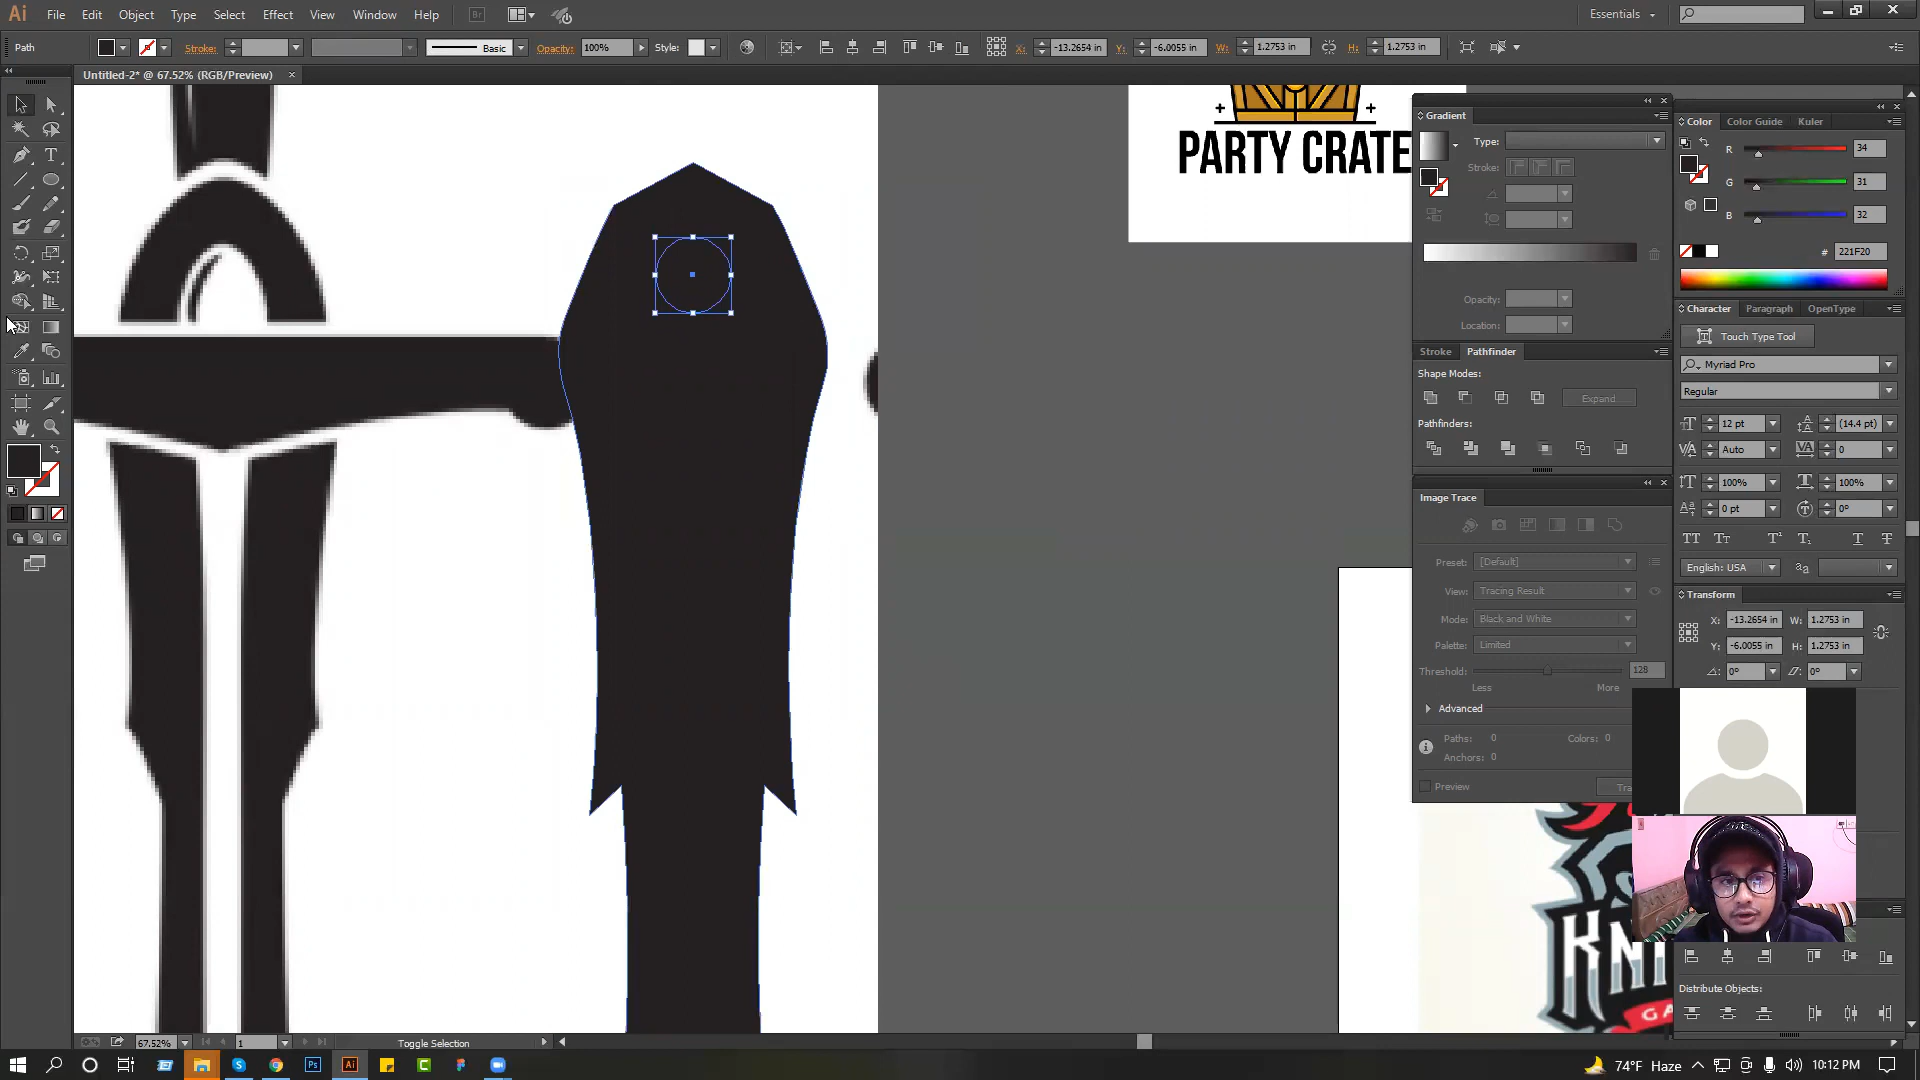 Ai File Edit Object Type Select Effect View Window Help Br Essentials
Path Stroke: Basic Opacity: 100% Style: X: -13.2654 in Y: -6.0055 in W: 1.2753 in H: 1.2753 in
Untitled-2* @ 67.52% (RGB/Preview)
PARTY CRATE
Gradient
Type:
Stroke:
Opacity:
Location:
Stroke Pathfinder
Shape Modes:
Expand
Pathfinders:
Image Trace
Preset: [Default]
View: Tracing Result
Mode: Black and White
Palette: Limited
Threshold: 128
Less More
Advanced
Paths: 0 Colors: 0
Anchors: 0
Preview
Color Color Guide Kuler
R 34
G 31
B 32
# 221F20
Character Paragraph OpenType
Touch Type Tool
Myriad Pro
Regular
12 pt (14.4 pt)
Auto 0
100% 100%
0 pt 0°
English: USA
Transform
X: -13.2654 in W: 1.2753 in
Y: -6.0055 in H: 1.2753 in
0° 0°
Distribute Objects:
KNI
GA
67.52% 1 Toggle Selection
Ps Ai
74°F Haze 10:12 PM